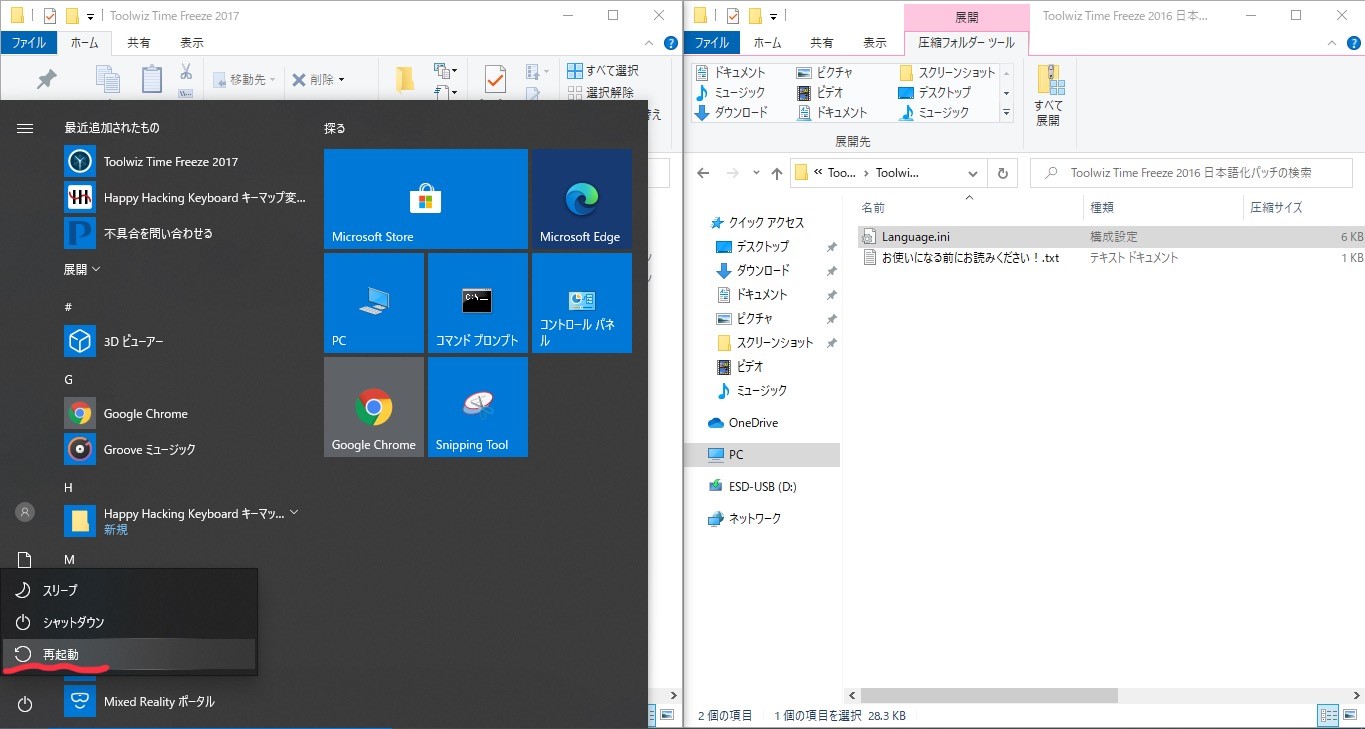 Toolwiz Time Freeze 2017
ファイル
ホーム
共有
表示
移動先
削除
すべて選択
選択解除
替え
最近追加されたもの
Toolwiz Time Freeze 2017
Happy Hacking Keyboard キーマップ変...
不具合を問い合わせる
展開
#
3D ビューアー
G
Google Chrome
Groove ミュージック
H
Happy Hacking Keyboard キーマッ...
新規
M
スリープ
シャットダウン
再起動
Mixed Reality ポータル
探る
Microsoft Store
Microsoft Edge
PC
コマンド プロンプト
コントロール パネ
ル
Google Chrome
Snipping Tool
展開
Toolwiz Time Freeze 2016 日本...
ファイル
ホーム
共有
表示
圧縮フォルダー ツール
ドキュメント
ピクチャ
スクリーンショット
ミュージック
ビデオ
デスクトップ
ダウンロード
ドキュメント
ミュージック
すべて
展開
展開先
« Too... › Toolwi...
Toolwiz Time Freeze 2016 日本語化パッチの検索
名前
種類
圧縮サイズ
Language.ini
構成設定
6 KB
お使いになる前にお読みください！.txt
テキスト ドキュメント
1 KB
クイック アクセス
デスクトップ
ダウンロード
ドキュメント
ピクチャ
スクリーンショット
ビデオ
ミュージック
OneDrive
PC
ESD-USB (D:)
ネットワーク
2 個の項目
1 個の項目を選択 28.3 KB